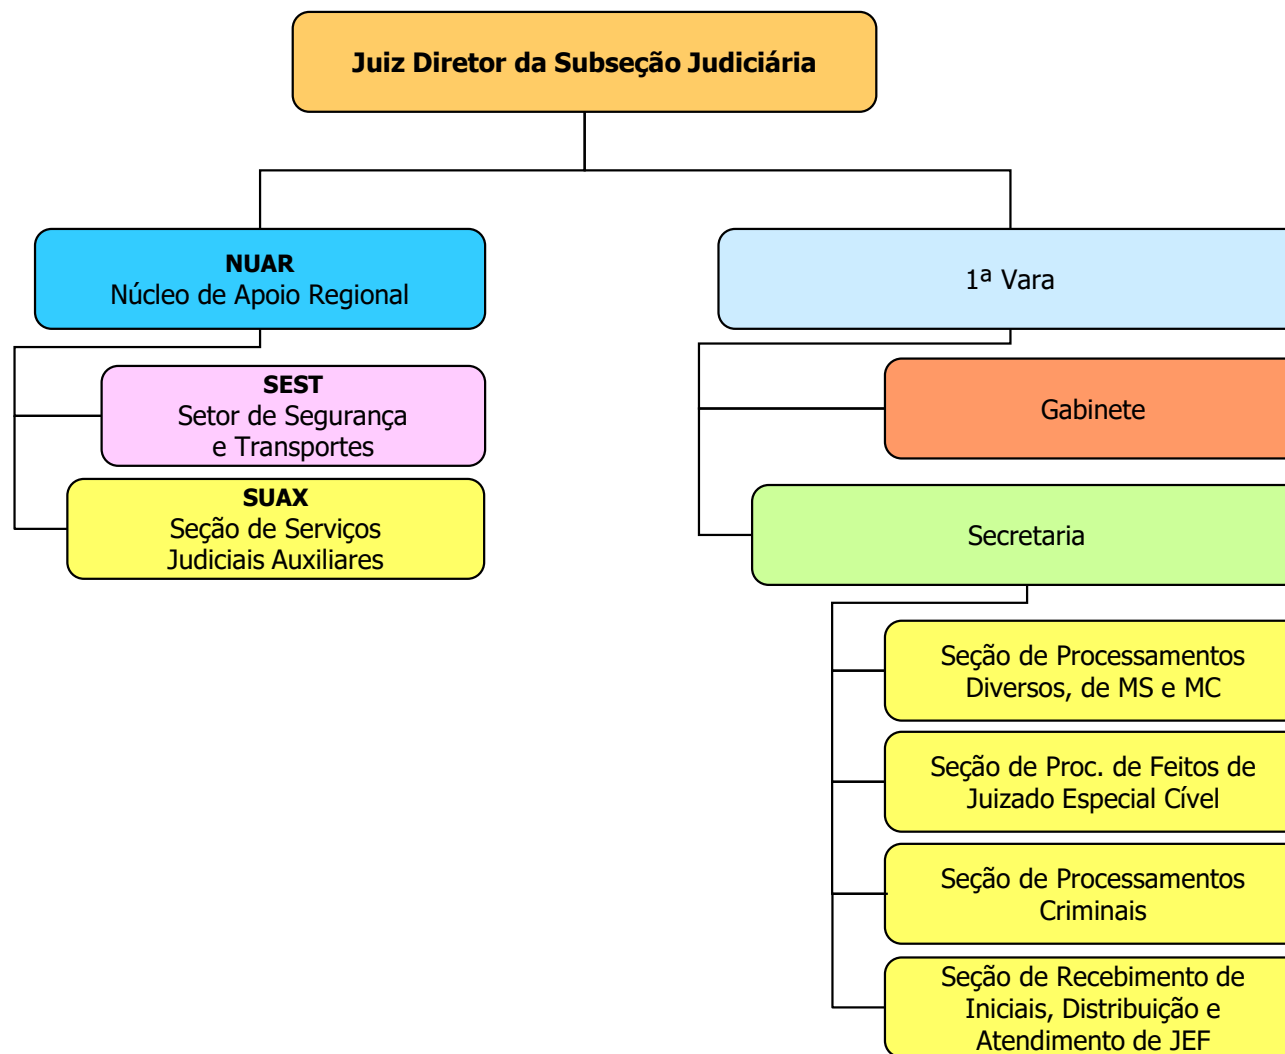 Juiz Diretor da Subseção Judiciária
NUAR
Núcleo de Apoio Regional
1ª Vara
SEST
Setor de Segurança
e Transportes
Gabinete
SUAX
Seção de Serviços
Judiciais Auxiliares
Secretaria
Seção de Processamentos
Diversos, de MS e MC
Seção de Proc. de Feitos de
Juizado Especial Cível
Seção de Processamentos
Criminais
Seção de Recebimento de
Iniciais, Distribuição e
Atendimento de JEF